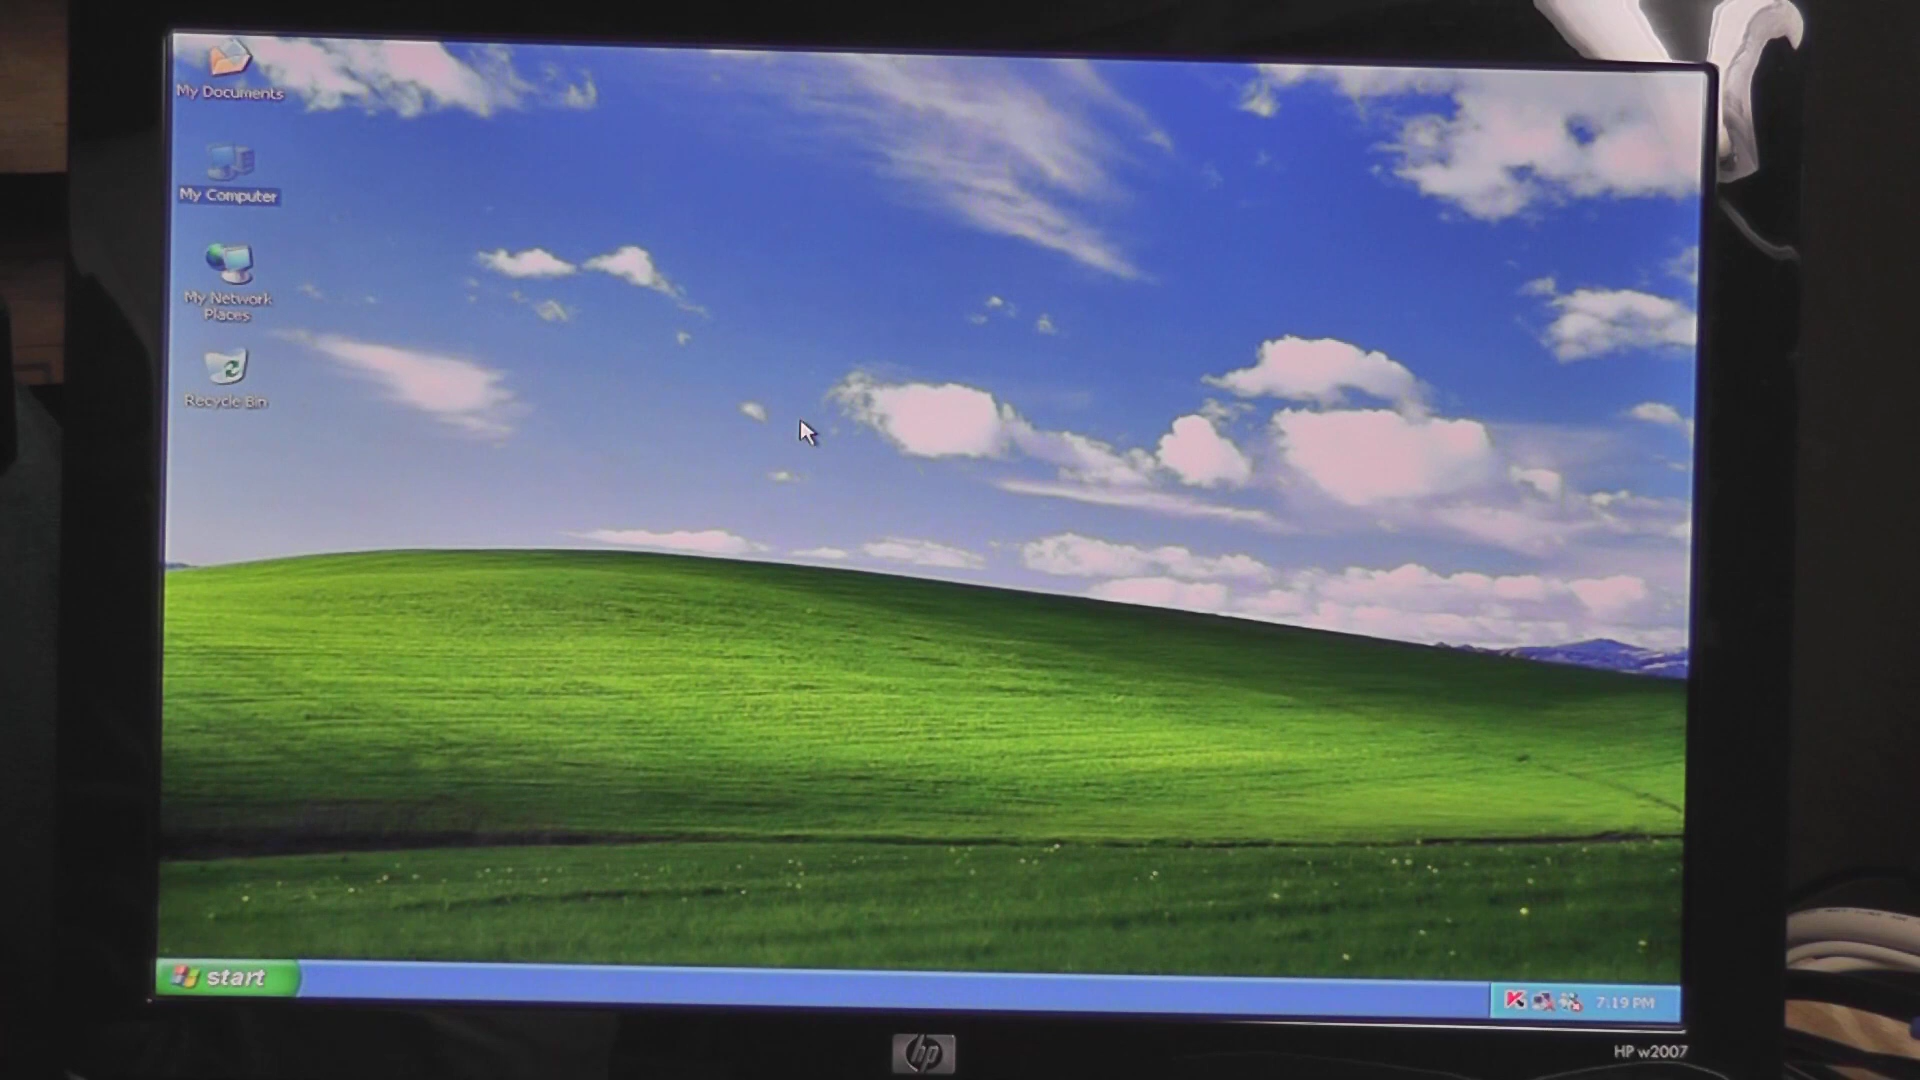 My Documents
My Computer
My Network
Places
Recycle Bin
start
7:19 PM
hp
HP w2007